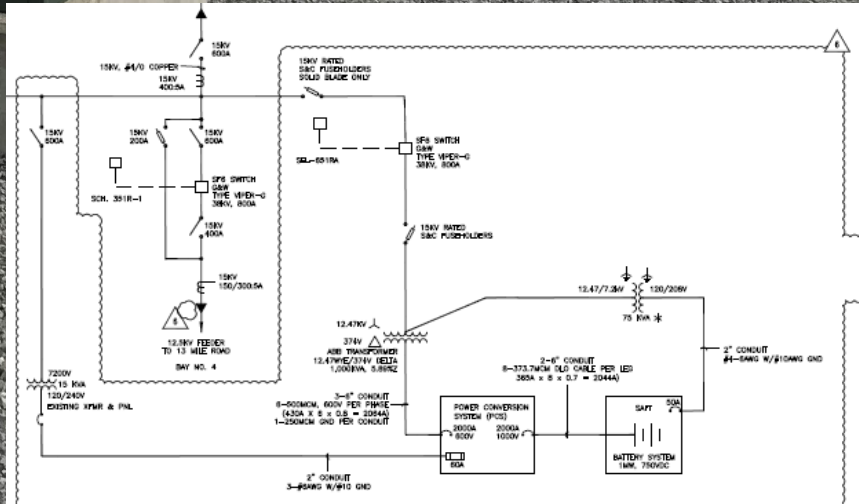 15KV
600A
15KV, #4/0 COPPER
15KV
400:5A
15KV RATED
S&C FUSEHOLDERS
SOLID BLADE ONLY
6
15KV
600A
15KV
200A
15KV
600A
SEL-651RA
SF6 SWITCH
G&W
TYPE VIPER-G
38KV, 800A
SCH. 351R-1
SF6 SWITCH
G&W
TYPE VIPER-G
38KV, 800A
15KV
400A
15KV RATED
S&C FUSEHOLDERS
15KV
150/300:5A
6
12.5KV FEEDER
TO 13 MILE ROAD
BAY NO. 4
12.47/7.2kV
120/208V
75 KVA *
12.47KV
374V
ABB TRANSFORMER
12.47WYE/374V DELTA
1,000KVA, 5.89%Z
2" CONDUIT
#4-6AWG W/#10AWG GND
7200V
15 KVA
120/240V
EXISTING XFMR & PNL
2-6" CONDUIT
8-373.7MCM DLO CABLE PER LEG
365A x 8 x 0.7 = 2044A)
3-6" CONDUIT
6-500MCM, 600V PER PHASE
(430A X 6 x 0.8 = 2064A)
1-250MCM GND PER CONDUIT
POWER CONVERSION
SYSTEM (PCS)
2000A
600V
2000A
1000V
60A
SAFT
50A
BATTERY SYSTEM
1MW, 750VDC
2" CONDUIT
3-#6AWG W/#10 GND